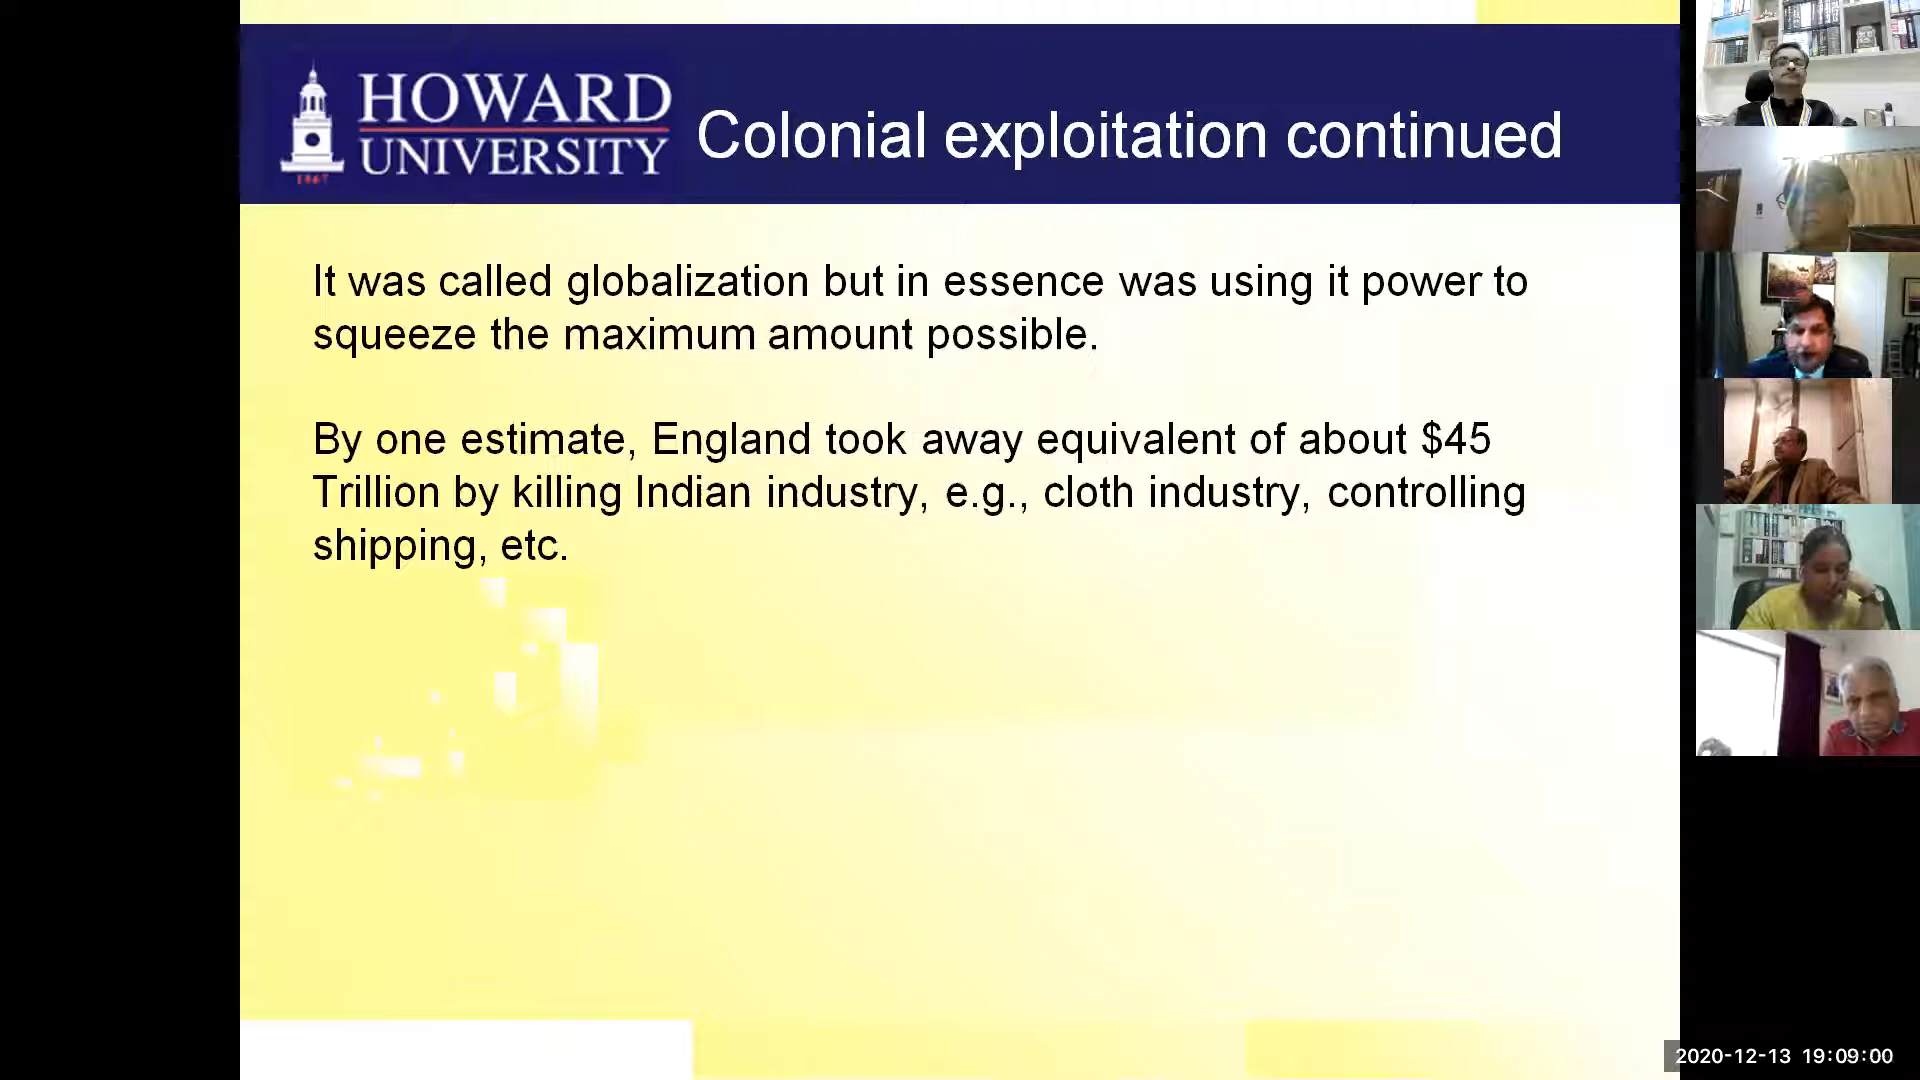 HOWARD
UNIVERSITY
1867
Colonial exploitation continued
It was called globalization but in essence was using it power to
squeeze the maximum amount possible.
By one estimate, England took away equivalent of about $45
Trillion by killing Indian industry, e.g., cloth industry, controlling
shipping, etc.
2020-12-13 19:09:00